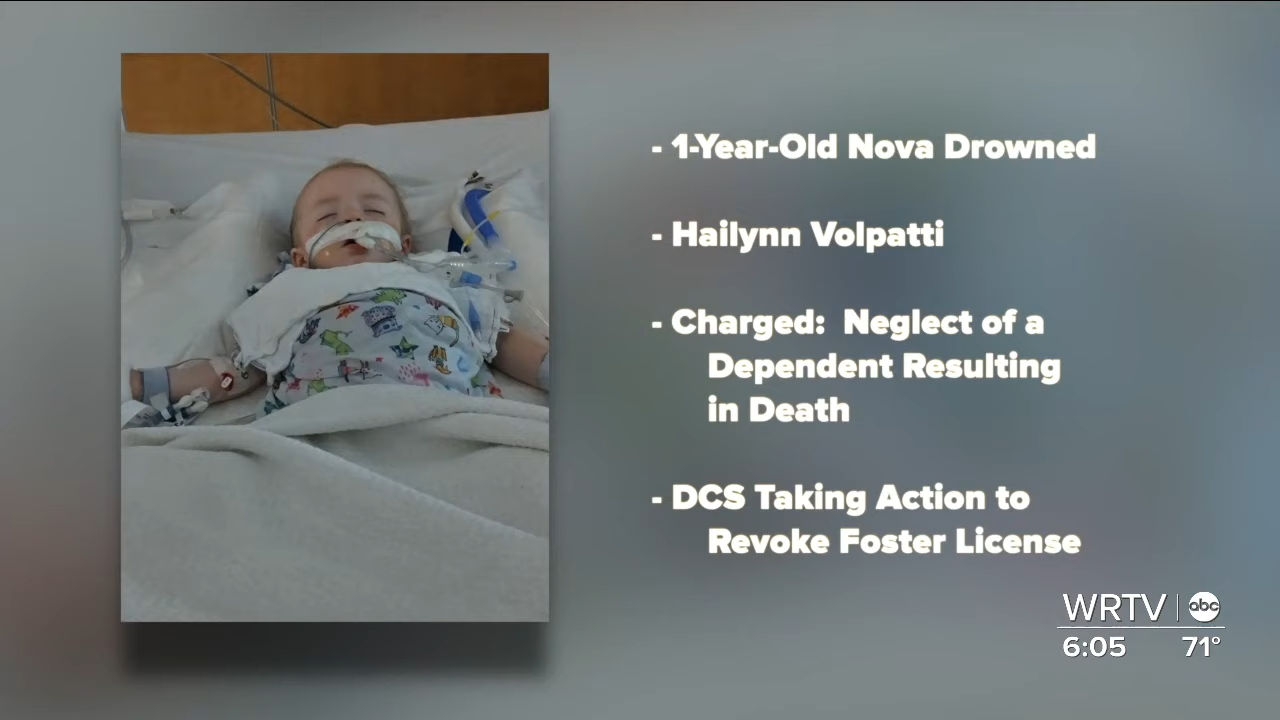 - 1-Year-Old Nova Drowned
- Hailynn Volpatti
- Charged: Neglect of a
Dependent Resulting
in Death
- DCS Taking Action to
Revoke Foster License
WRTV abc
6:05 71°